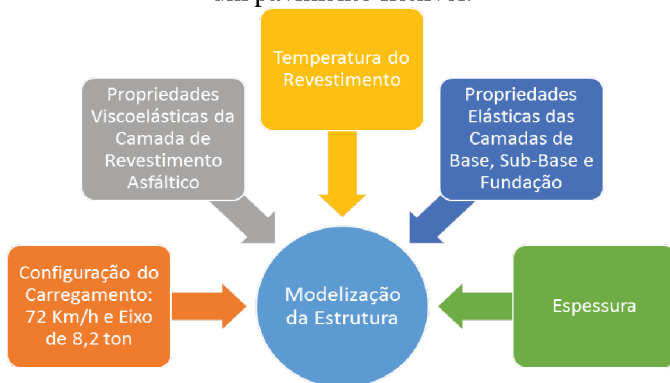 Temperatura do
Revestimento
Propriedades
Viscoelásticas da
Camada de
Revestimento
Asfáltico
Propriedades
Elásticas das
Camadas de
Base, Sub-Base e
Fundação
Configuração do
Carregamento:
72 Km/h e Eixo
de 8,2 ton
Modelização
da Estrutura
Espessura